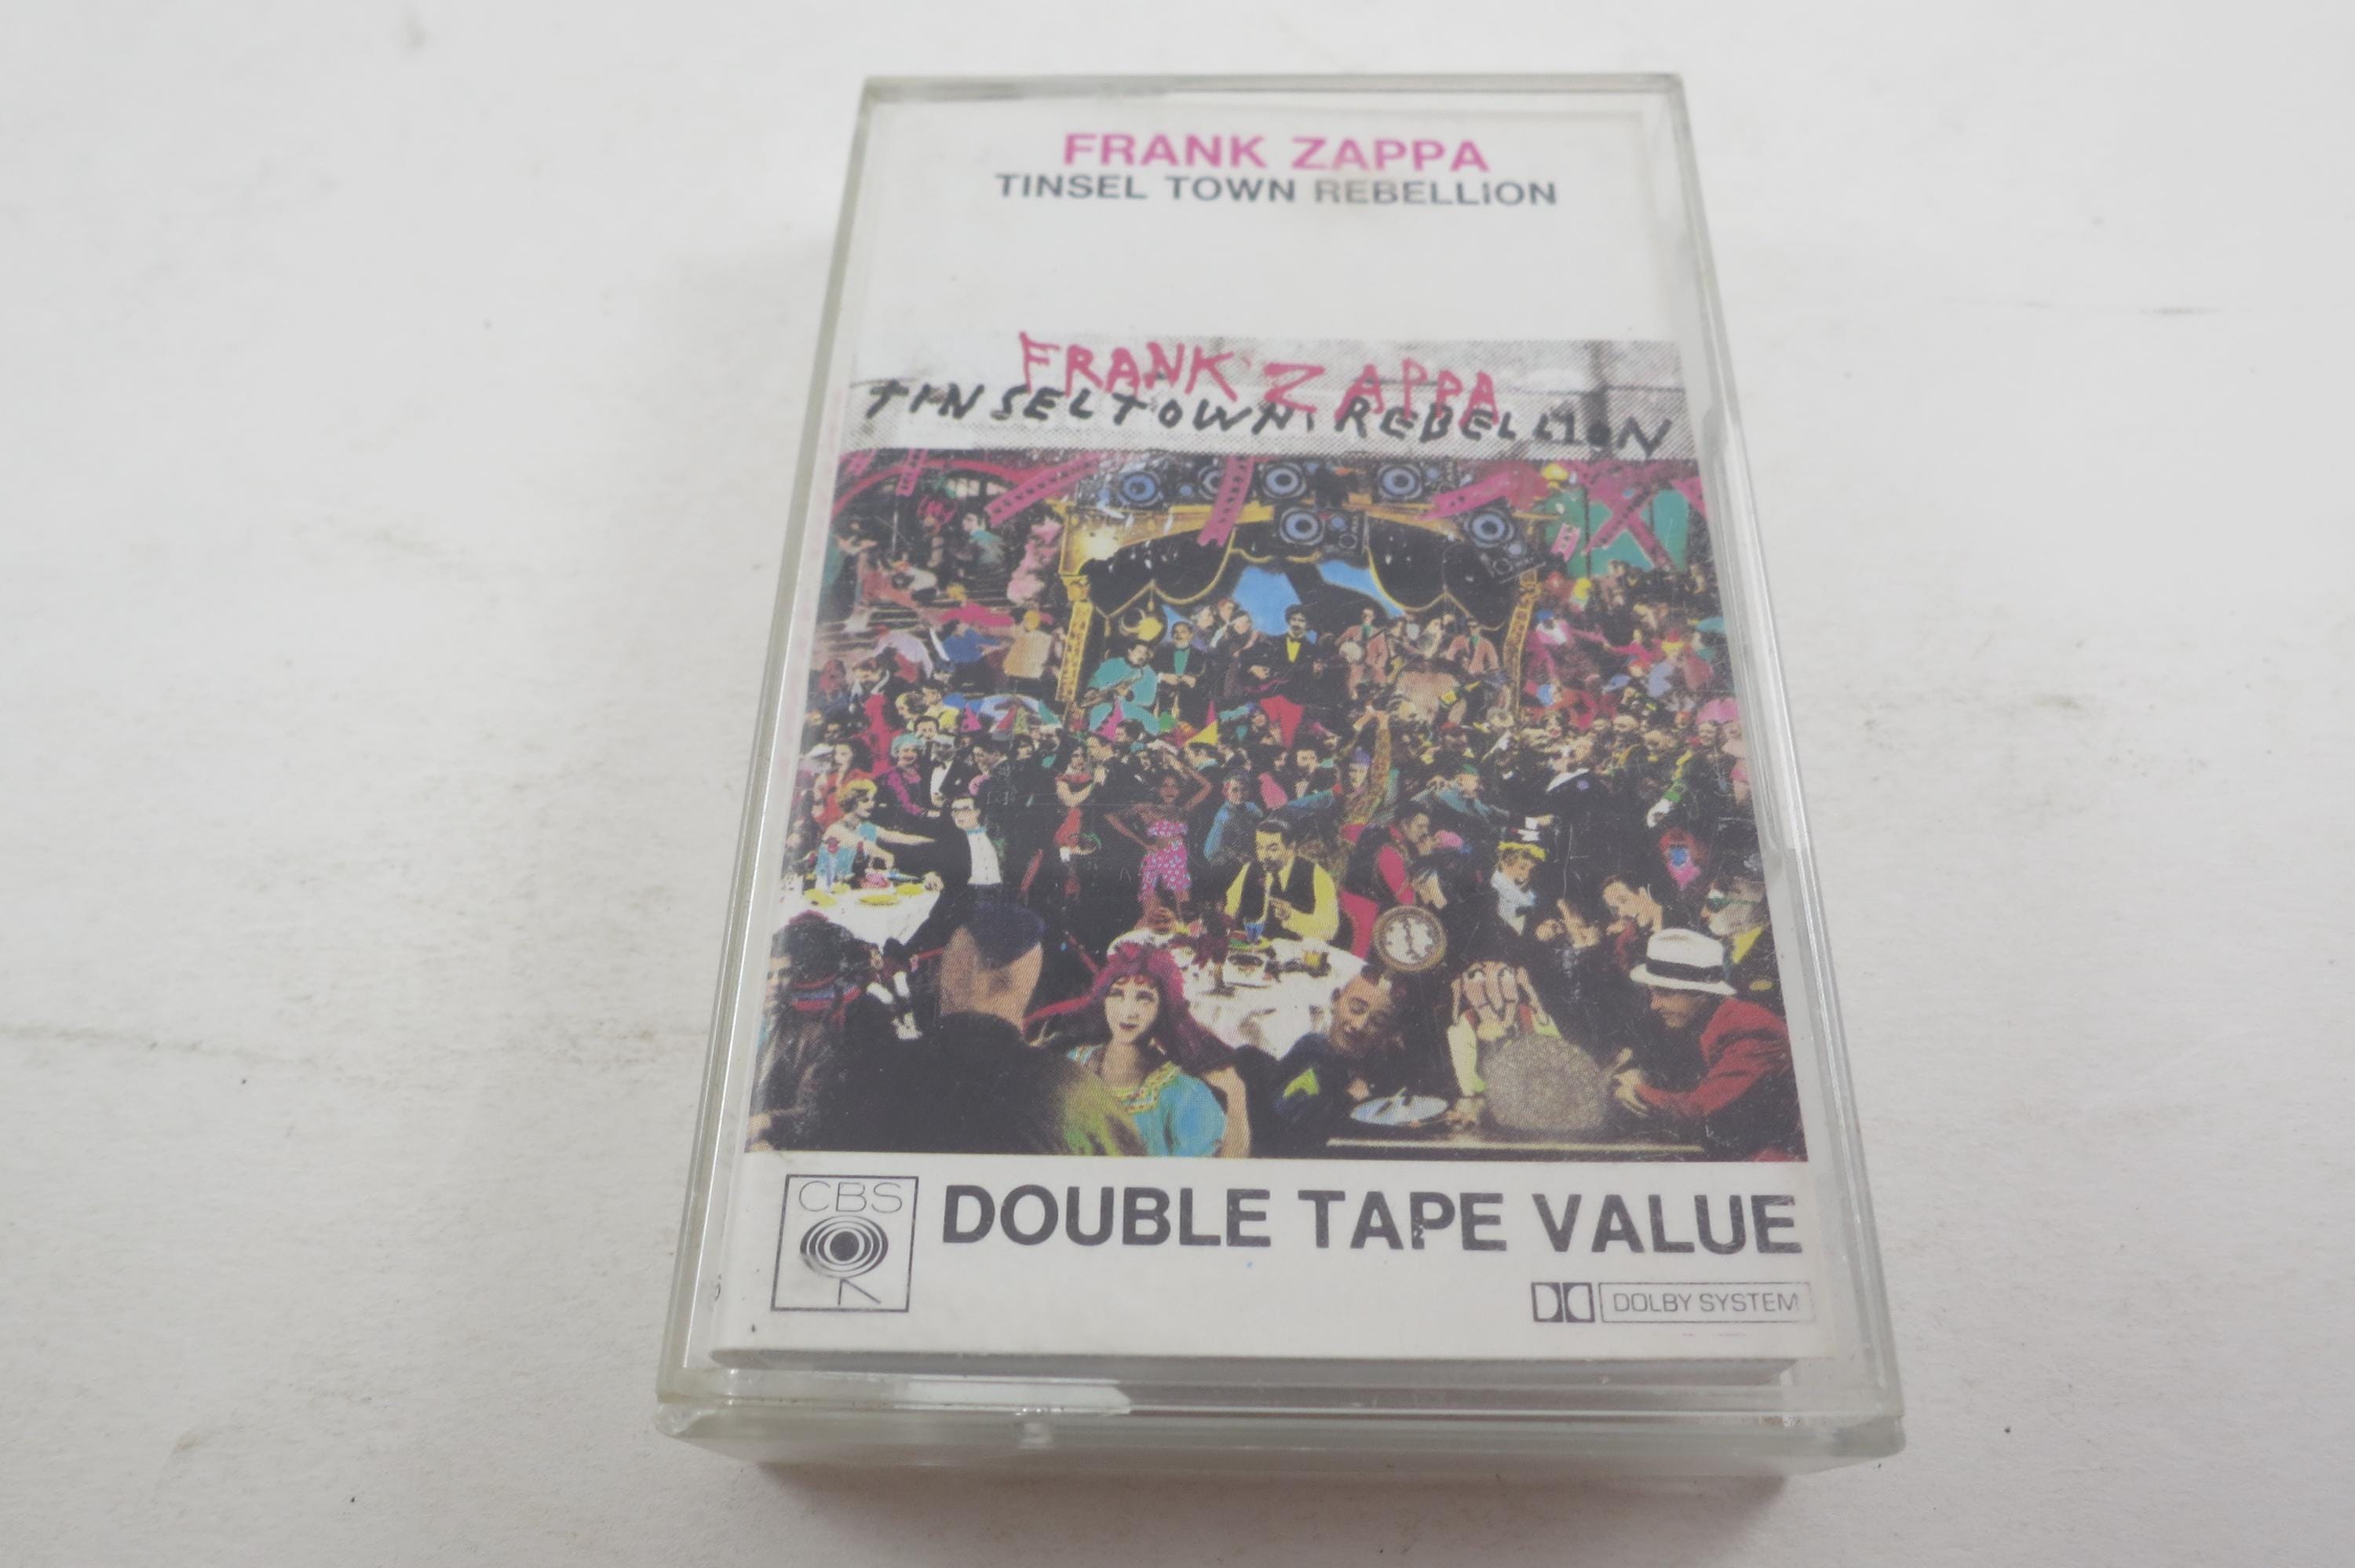 FRANK ZAPPA
TINSEL TOWN REBELLION
FRANK ZAPPA
TINSELTOWN REBELLION
CBS
DOUBLE TAPE VALUE
DOLBY SYSTEM